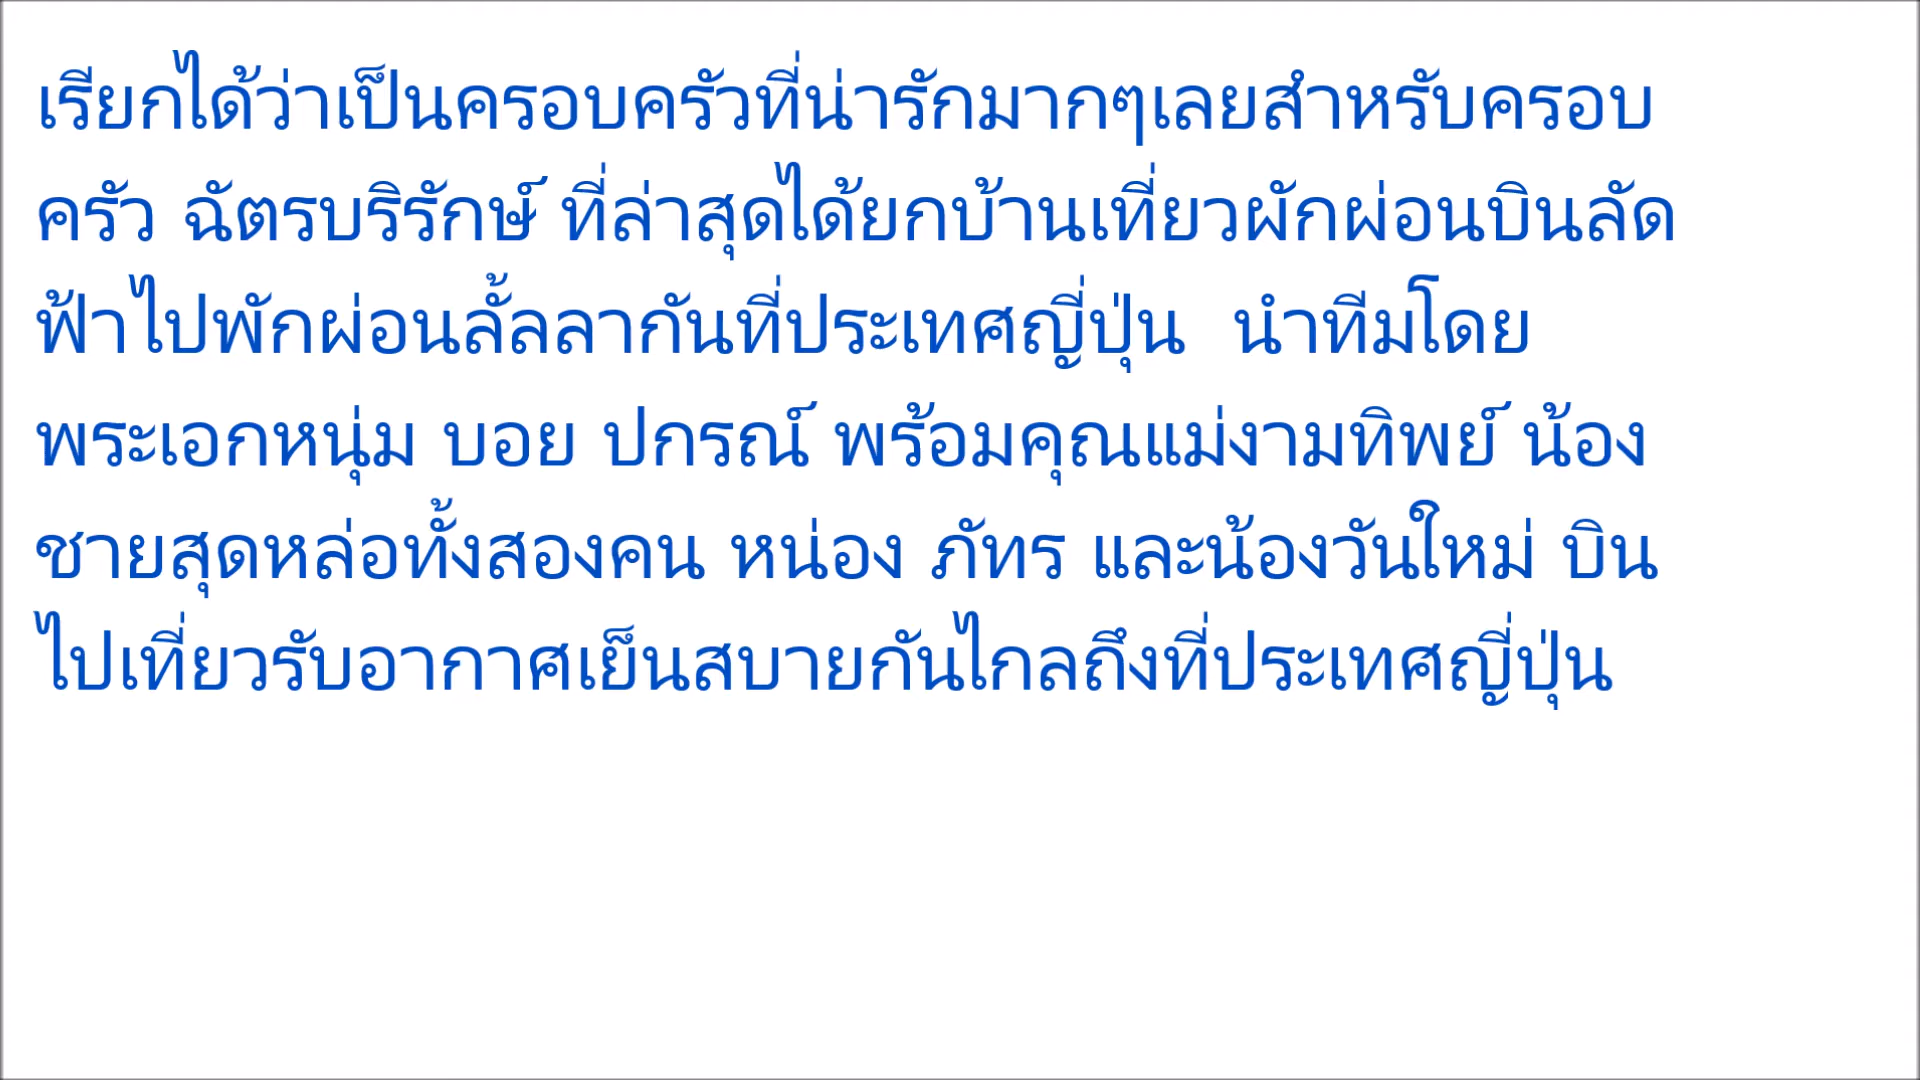 เรียกได้ว่าเป็นครอบครัวที่น่ารักมากๆเลยสำหรับครอบ
ครัว ฉัตรบริรักษ์ ที่ล่าสุดได้ยกบ้านเที่ยวผักผ่อนบินลัด
ฟ้าไปพักผ่อนลั้ลลากันที่ประเทศญี่ปุ่น  นำทีมโดย
พระเอกหนุ่ม บอย ปกรณ์ พร้อมคุณแม่งามทิพย์ น้อง
ชายสุดหล่อทั้งสองคน หน่อง ภัทร และน้องวันใหม่ บิน
ไปเที่ยวรับอากาศเย็นสบายกันไกลถึงที่ประเทศญี่ปุ่น